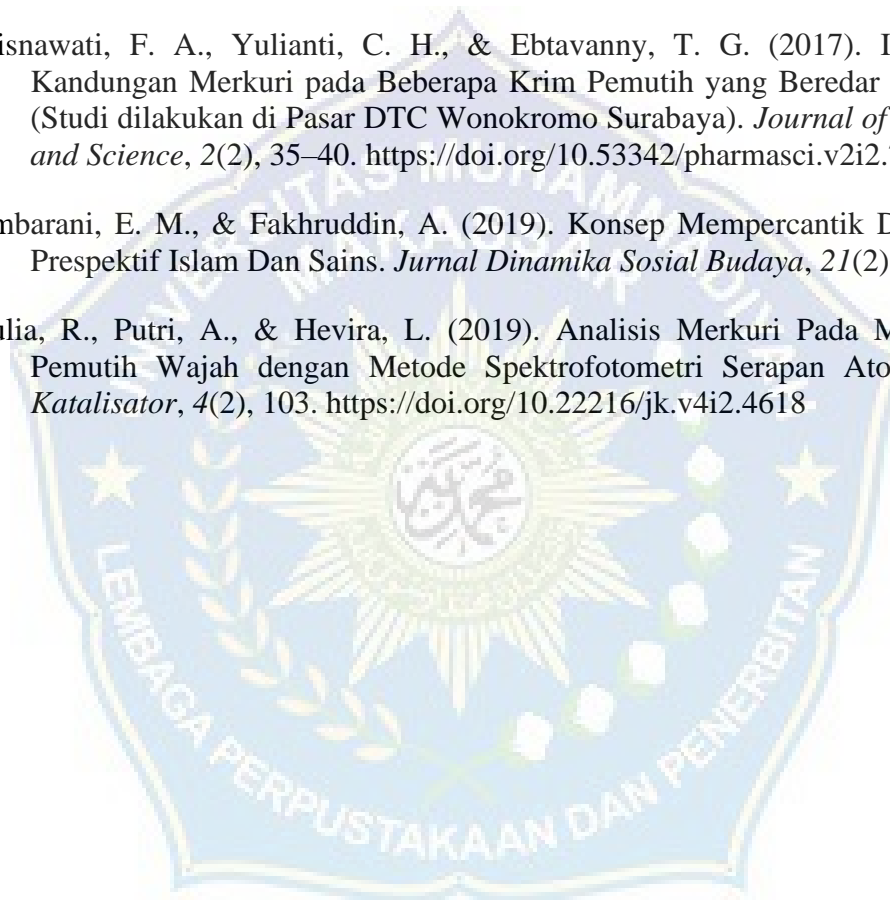 isnawati, F. A., Yulianti, C. H., & Ebtavanny, T. G. (2017).
Kandungan Merkuri pada Beberapa Krim Pemutih yang Beredar
(Studi dilakukan di Pasar DTC Wonokromo Surabaya). Journal of
and Science, 2(2), 35–40. https://doi.org/10.53342/pharmasci.v2i2.
mbarani, E. M., & Fakhruddin, A. (2019). Konsep Mempercantik D
Prespektif Islam Dan Sains. Jurnal Dinamika Sosial Budaya, 21(2)
ulia, R., Putri, A., & Hevira, L. (2019). Analisis Merkuri Pada M
Pemutih Wajah dengan Metode Spektrofotometri Serapan Ato
Katalisator, 4(2), 103. https://doi.org/10.22216/jk.v4i2.4618
UNIVERSITAS MUHAMMADIYAH
MAKASSAR
LEMBAGA PERPUSTAKAAN DAN PENERBITAN